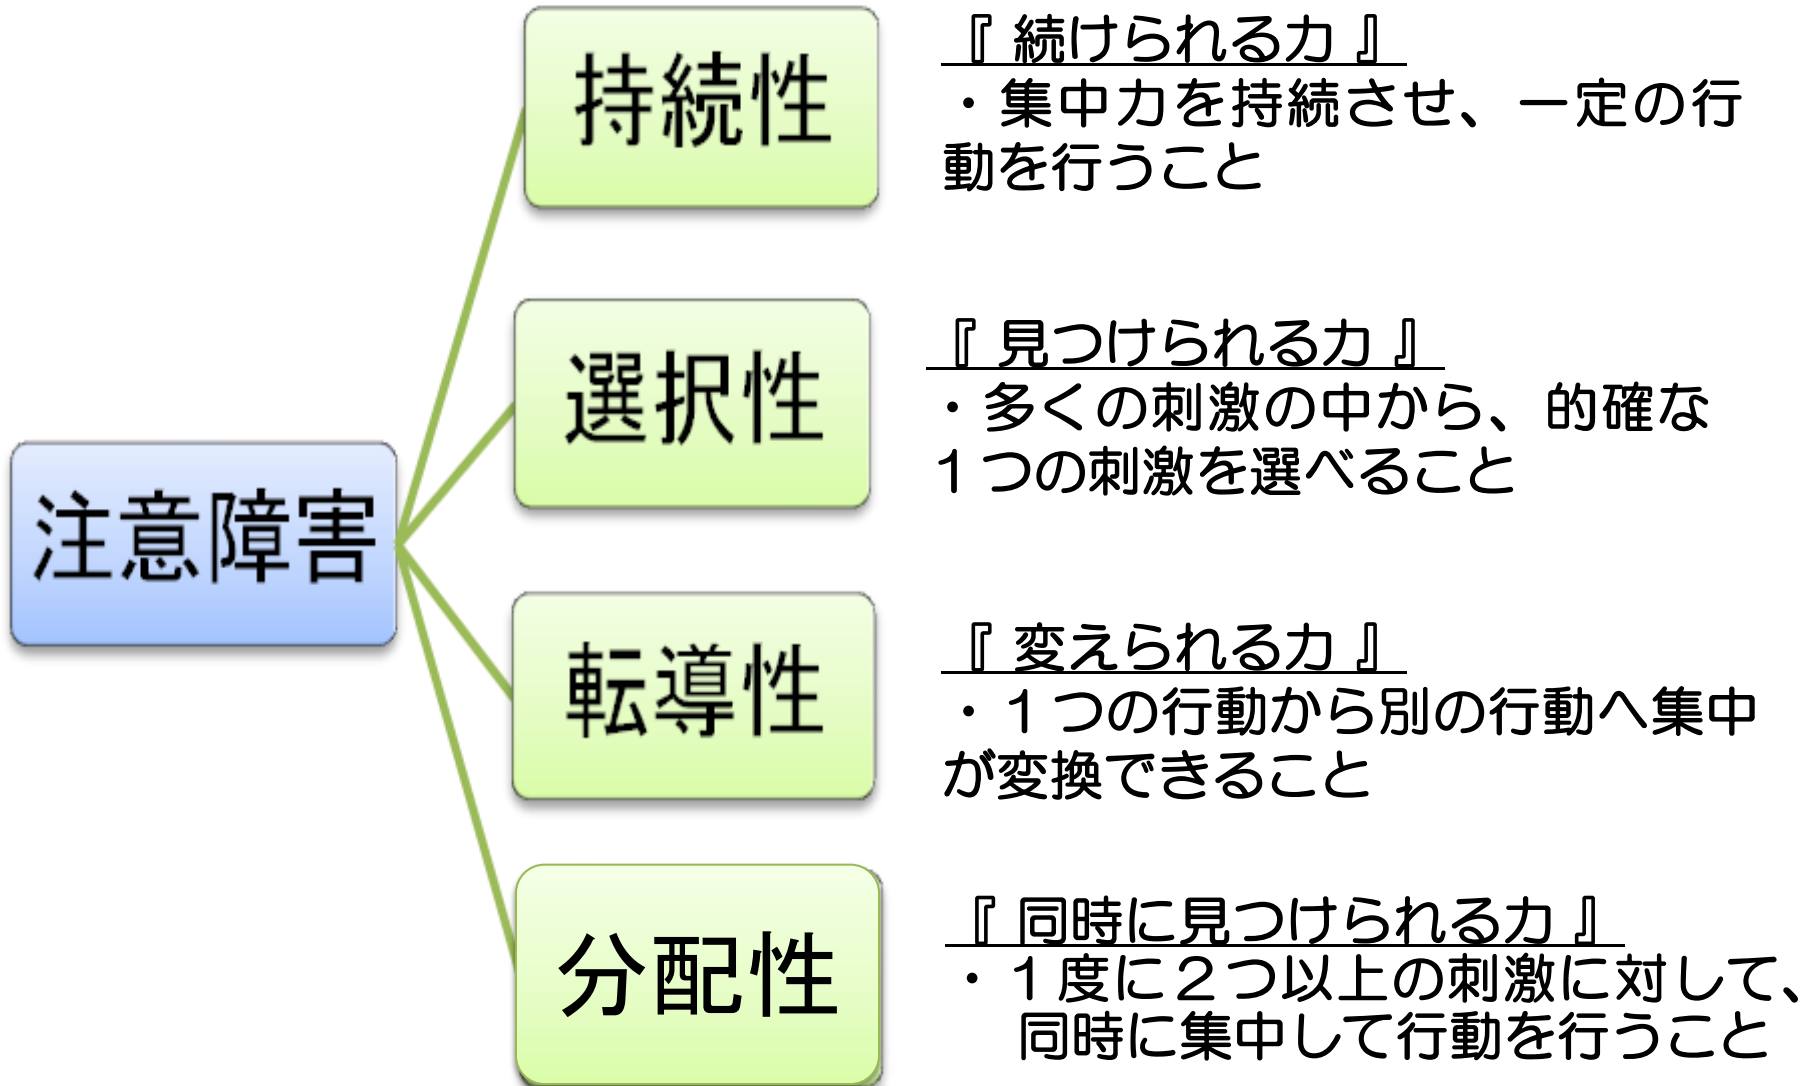 注意障害
持続性
『 続けられる力 』
・集中力を持続させ、一定の行
動を行うこと
選択性
『 見つけられる力 』
・多くの刺激の中から、的確な
１つの刺激を選べること
転導性
『 変えられる力 』
・１つの行動から別の行動へ集中
が変換できること
分配性
『 同時に見つけられる力 』
・１度に２つ以上の刺激に対して、
同時に集中して行動を行うこと